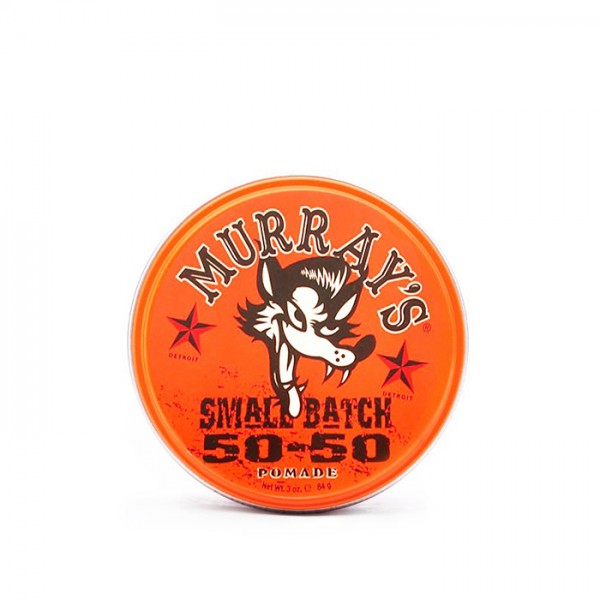 MURRAY'S®
DETROIT
DETROIT
SMALL BATCH
50-50
POMADE
Net Wt. 3 oz. ℮ 84 g